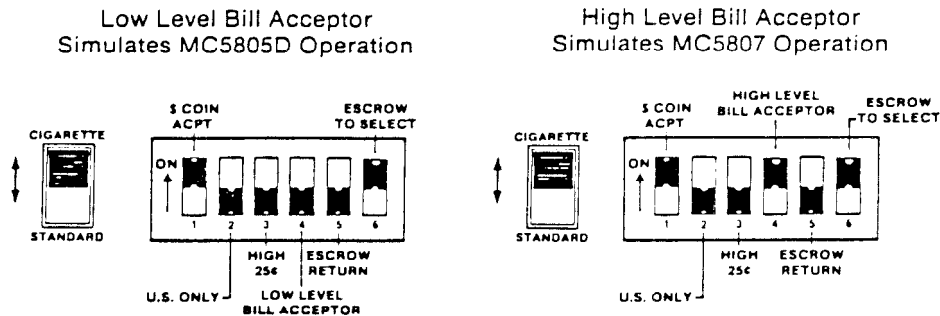 Low Level Bill Acceptor
Simulates MC5805D Operation
$ COIN
ACPT
ESCROW
TO SELECT
CIGARETTE
STANDARD
ON
1 2 3 4 5 6
HIGH
25¢
ESCROW
RETURN
U.S. ONLY
LOW LEVEL
BILL ACCEPTOR
High Level Bill Acceptor
Simulates MC5807 Operation
$ COIN
ACPT
HIGH LEVEL
BILL ACCEPTOR
ESCROW
TO SELECT
CIGARETTE
STANDARD
ON
1 2 3 4 5 6
HIGH
25¢
ESCROW
RETURN
U.S. ONLY